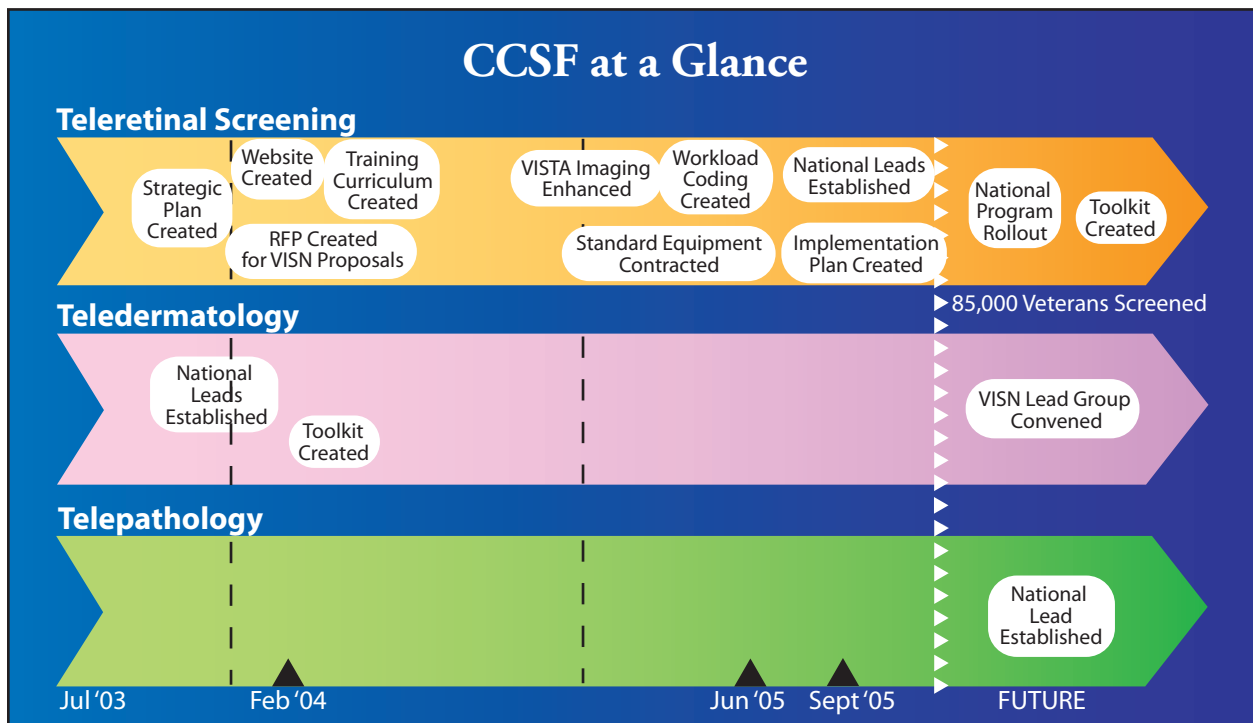 CCSF at a Glance
Teleretinal Screening
Strategic
Plan
Created
Website
Created
Training
Curriculum
Created
RFP Created
for VISN Proposals
VISTA Imaging
Enhanced
Workload
Coding
Created
National Leads
Established
Standard Equipment
Contracted
Implementation
Plan Created
National
Program
Rollout
Toolkit
Created
85,000 Veterans Screened
Teledermatology
National
Leads
Established
Toolkit
Created
VISN Lead Group
Convened
Telepathology
National
Lead
Established
Jul ‘03
Feb ‘04
Jun ‘05
Sept ‘05
FUTURE